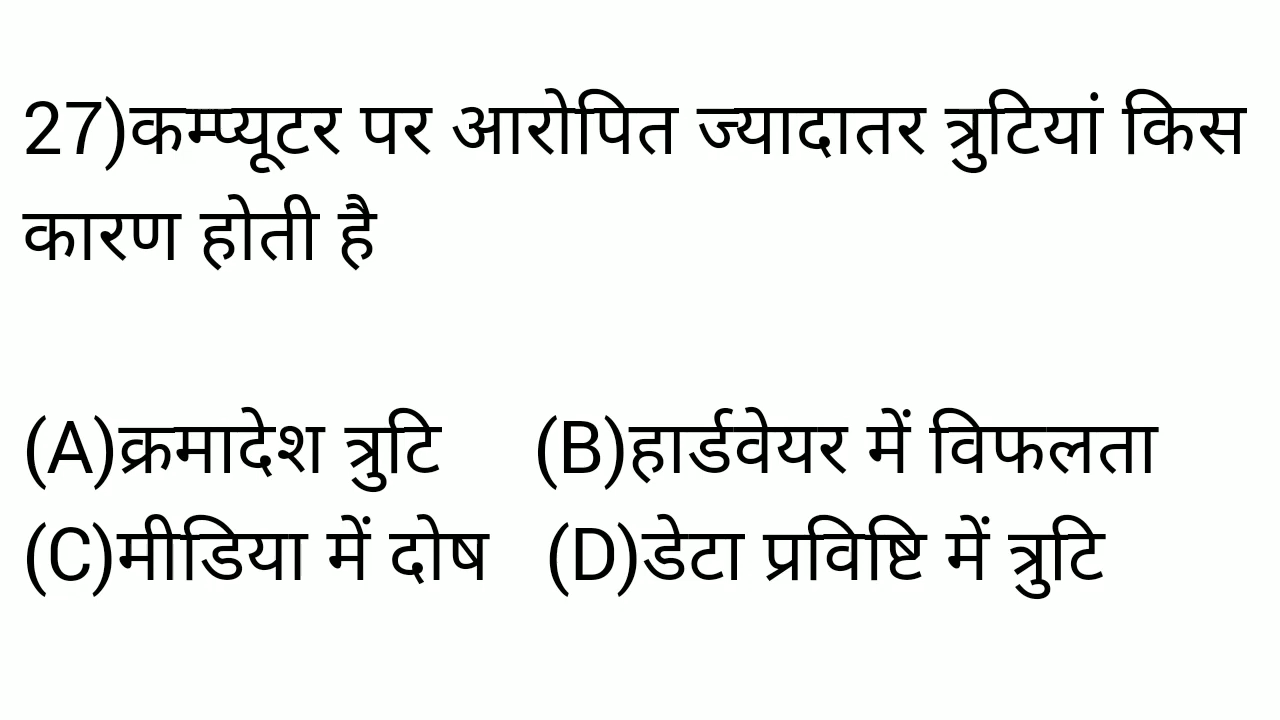 27)कम्प्यूटर पर आरोपित ज्यादातर त्रुटियां किस
कारण होती है
(A)क्रमादेश त्रुटि (B)हार्डवेयर में विफलता
(C)मीडिया में दोष (D)डेटा प्रविष्टि में त्रुटि